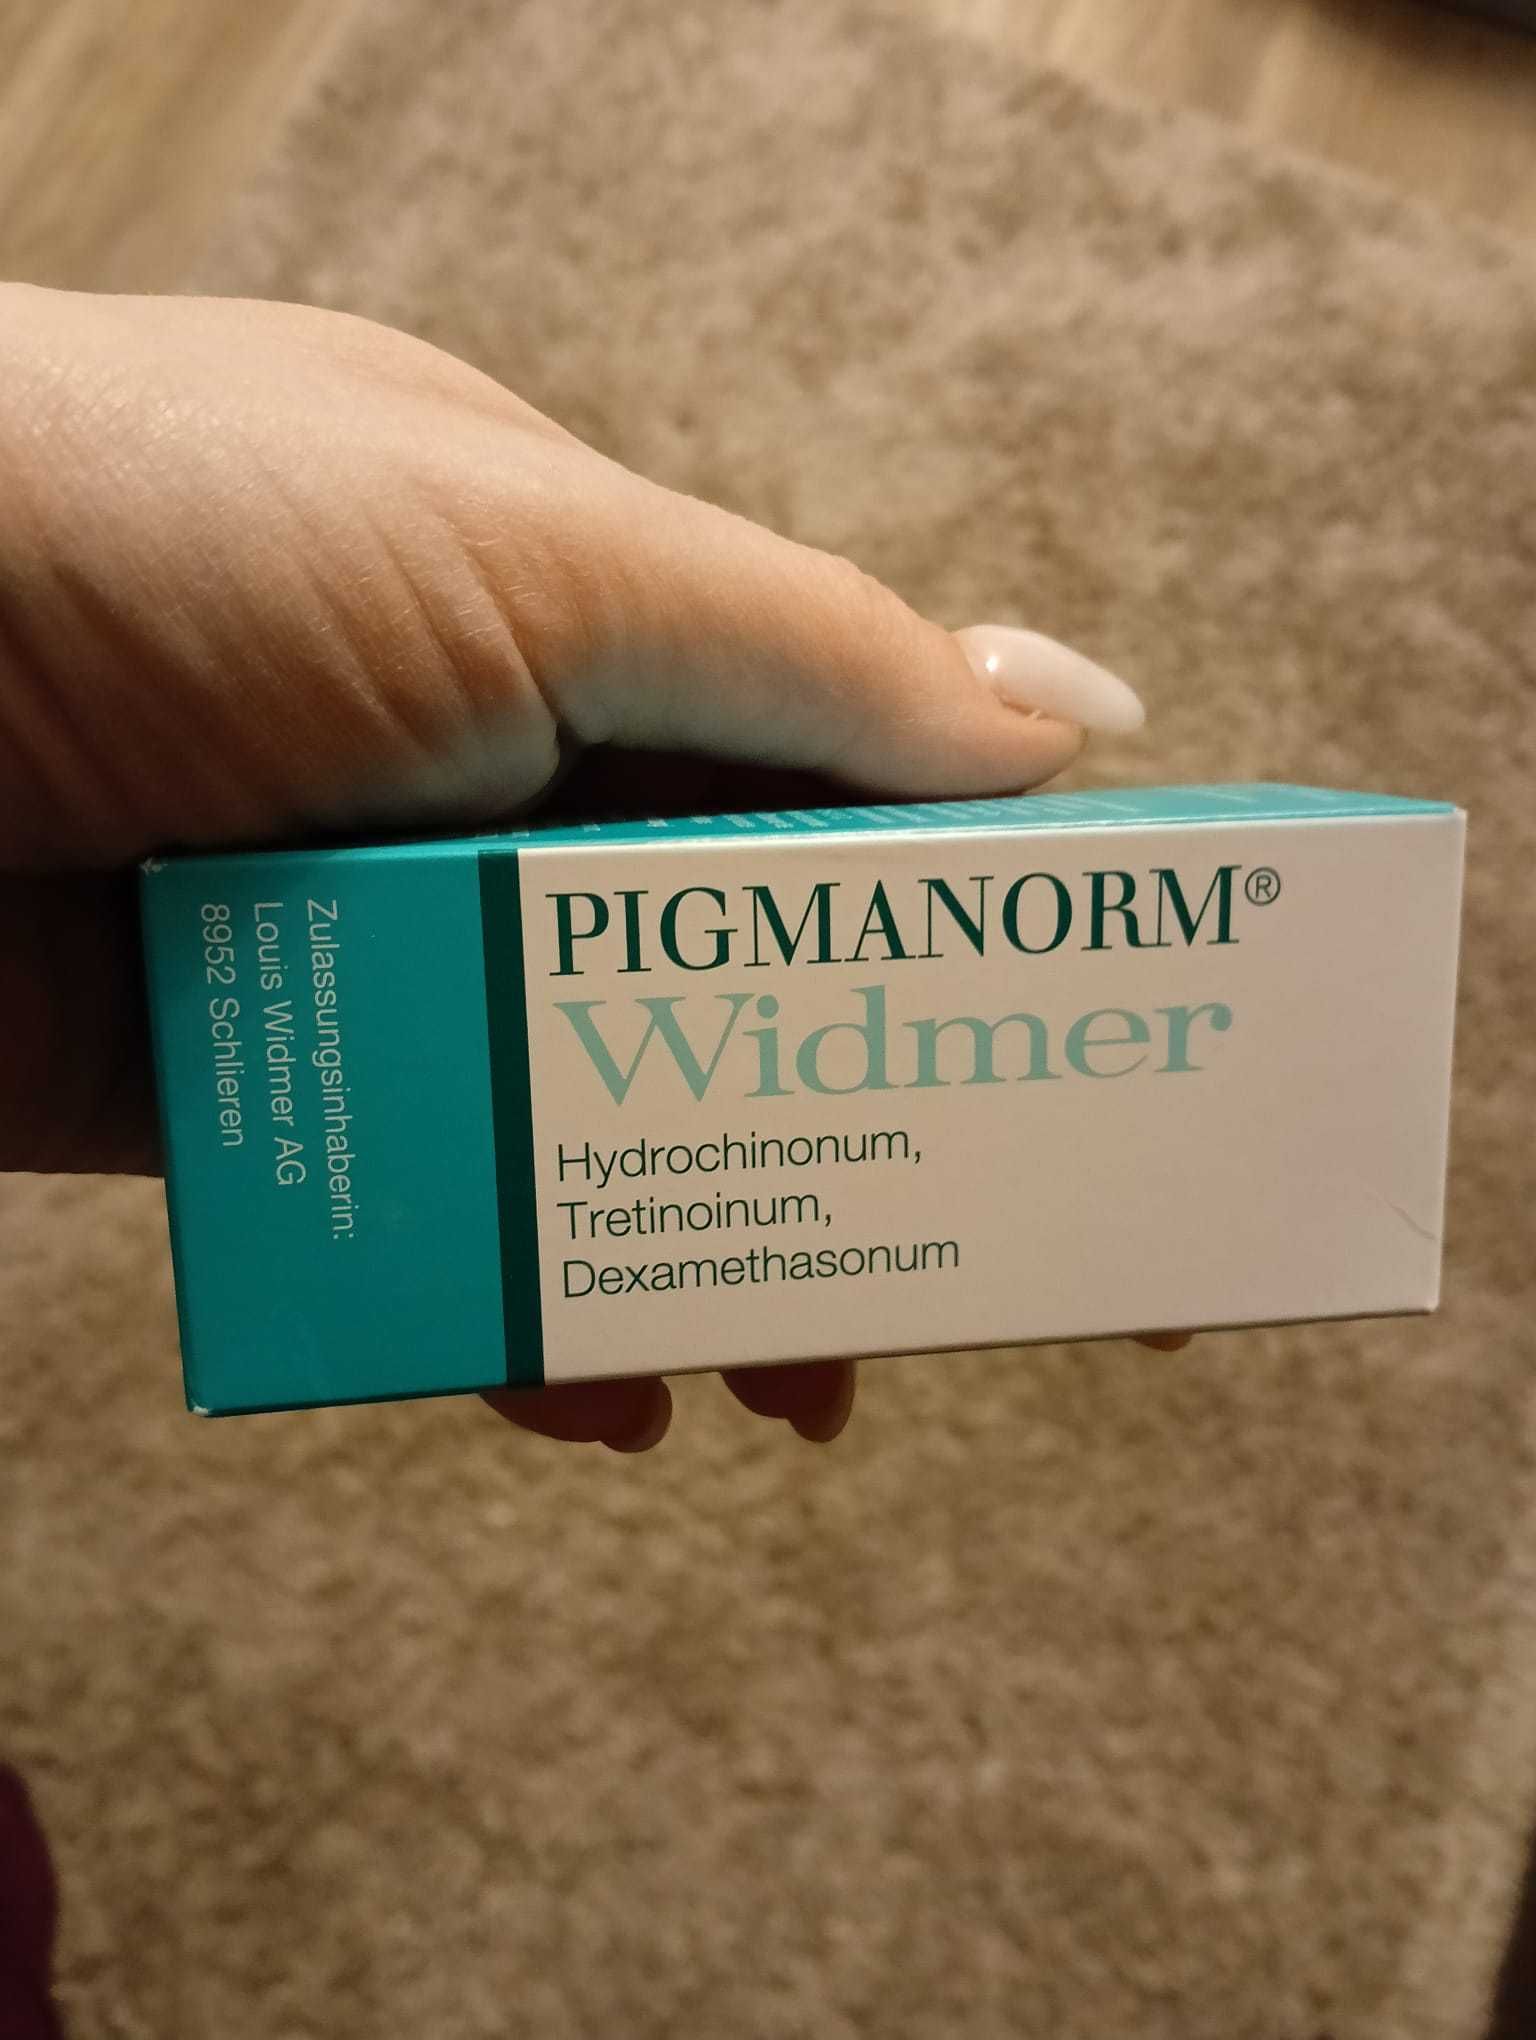 PIGMANORM®
Widmer
Hydrochinonum,
Tretinoinum,
Dexamethasonum
Zulassungsinhaberin:
Louis Widmer AG
8952 Schlieren